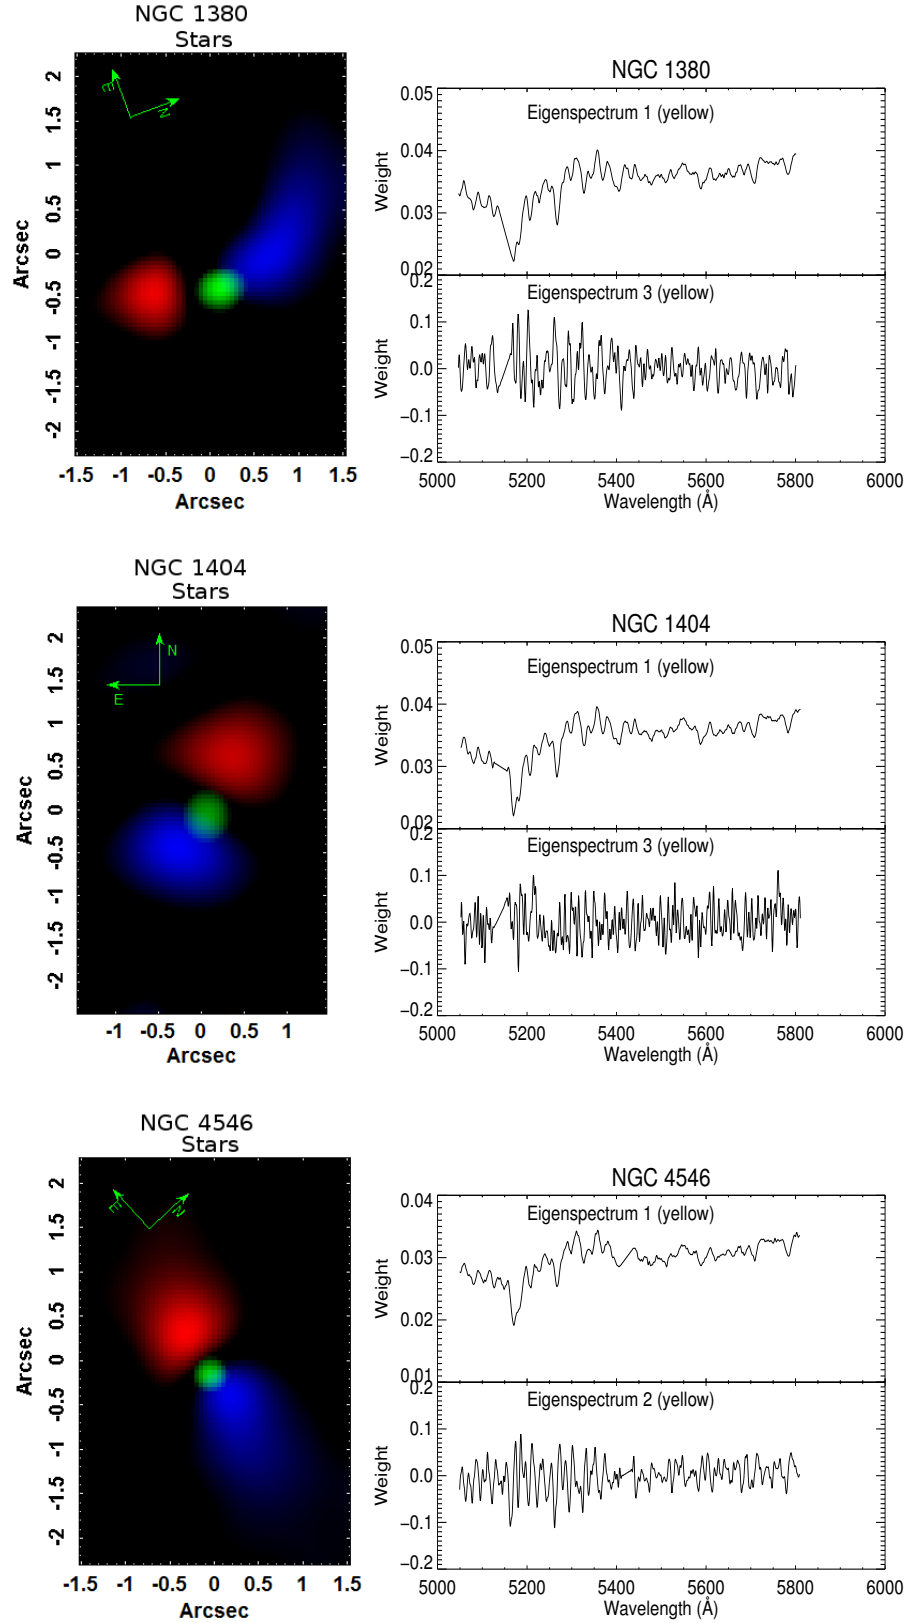 NGC 1380
Stars
E
N
2
1.5
1
0.5
0
-0.5
-1
-1.5
-2
Arcsec
-1.5 -1 -0.5 0 0.5 1 1.5
Arcsec
NGC 1380
Eigenspectrum 1 (yellow)
0.05
0.04
0.03
0.02
Weight
Eigenspectrum 3 (yellow)
0.2
0.1
0.0
−0.1
−0.2
Weight
5000 5200 5400 5600 5800 6000
Wavelength (Å)
NGC 1404
Stars
N
E
2
1.5
1
0.5
0
-0.5
-1
-1.5
-2
Arcsec
-1 -0.5 0 0.5 1
Arcsec
NGC 1404
Eigenspectrum 1 (yellow)
0.05
0.04
0.03
0.02
Weight
Eigenspectrum 3 (yellow)
0.2
0.1
0.0
−0.1
−0.2
Weight
5000 5200 5400 5600 5800 6000
Wavelength (Å)
NGC 4546
Stars
E
N
2
1.5
1
0.5
0
-0.5
-1
-1.5
-2
Arcsec
-1.5 -1 -0.5 0 0.5 1 1.5
Arcsec
NGC 4546
Eigenspectrum 1 (yellow)
0.04
0.03
0.02
0.01
Weight
Eigenspectrum 2 (yellow)
0.2
0.1
0.0
−0.1
−0.2
Weight
5000 5200 5400 5600 5800 6000
Wavelength (Å)